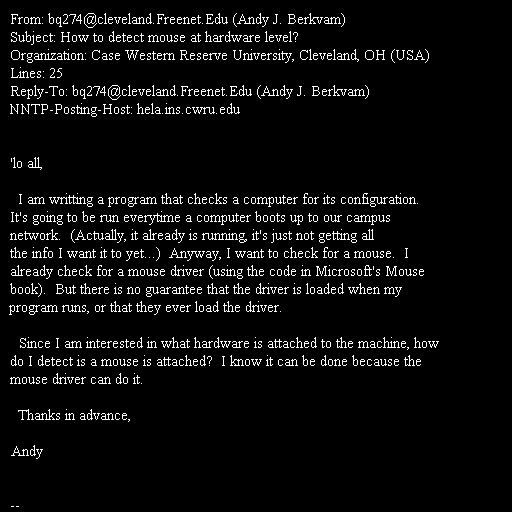 From: bq274@cleveland.Freenet.Edu (Andy J. Berkvam)
Subject: How to detect mouse at hardware level?
Organization: Case Western Reserve University, Cleveland, OH (USA)
Lines: 25
Reply-To: bq274@cleveland.Freenet.Edu (Andy J. Berkvam)
NNTP-Posting-Host: hela.ins.cwru.edu
'lo all,
I am writting a program that checks a computer for its configuration.
It's going to be run everytime a computer boots up to our campus
network. (Actually, it already is running, it's just not getting all
the info I want it to yet...) Anyway, I want to check for a mouse. I
already check for a mouse driver (using the code in Microsoft's Mouse
book). But there is no guarantee that the driver is loaded when my
program runs, or that they ever load the driver.
Since I am interested in what hardware is attached to the machine, how
do I detect is a mouse is attached? I know it can be done because the
mouse driver can do it.
Thanks in advance,
Andy
--